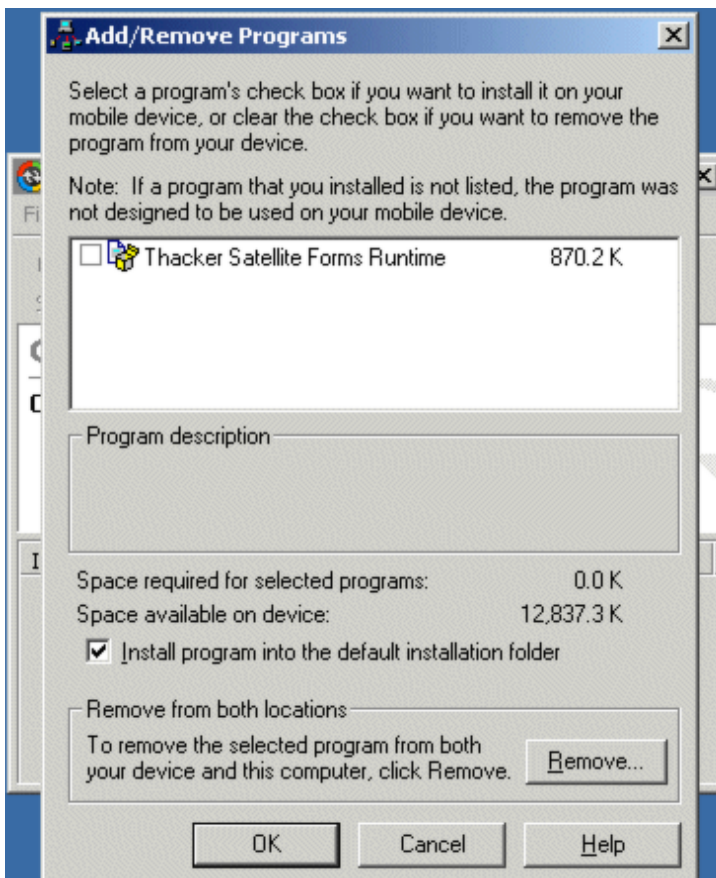 Add/Remove Programs
Select a program's check box if you want to install it on your
mobile device, or clear the check box if you want to remove the
program from your device.
Note: If a program that you installed is not listed, the program was
not designed to be used on your mobile device.
Fi
Thacker Satellite Forms Runtime 870.2 K
Program description
I
Space required for selected programs: 0.0 K
Space available on device: 12,837.3 K
Install program into the default installation folder
Remove from both locations
To remove the selected program from both
your device and this computer, click Remove.
Remove...
OK Cancel Help